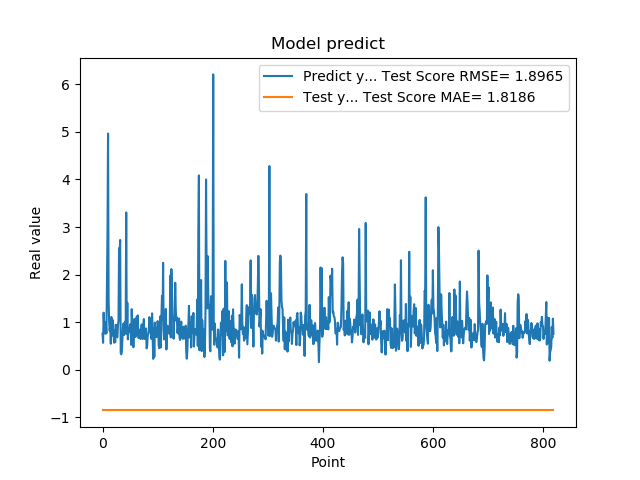 Model predict
Predict y... Test Score RMSE= 1.8965
Test y... Test Score MAE= 1.8186
Real value
6
5
4
3
2
1
0
−1
0 200 400 600 800
Point